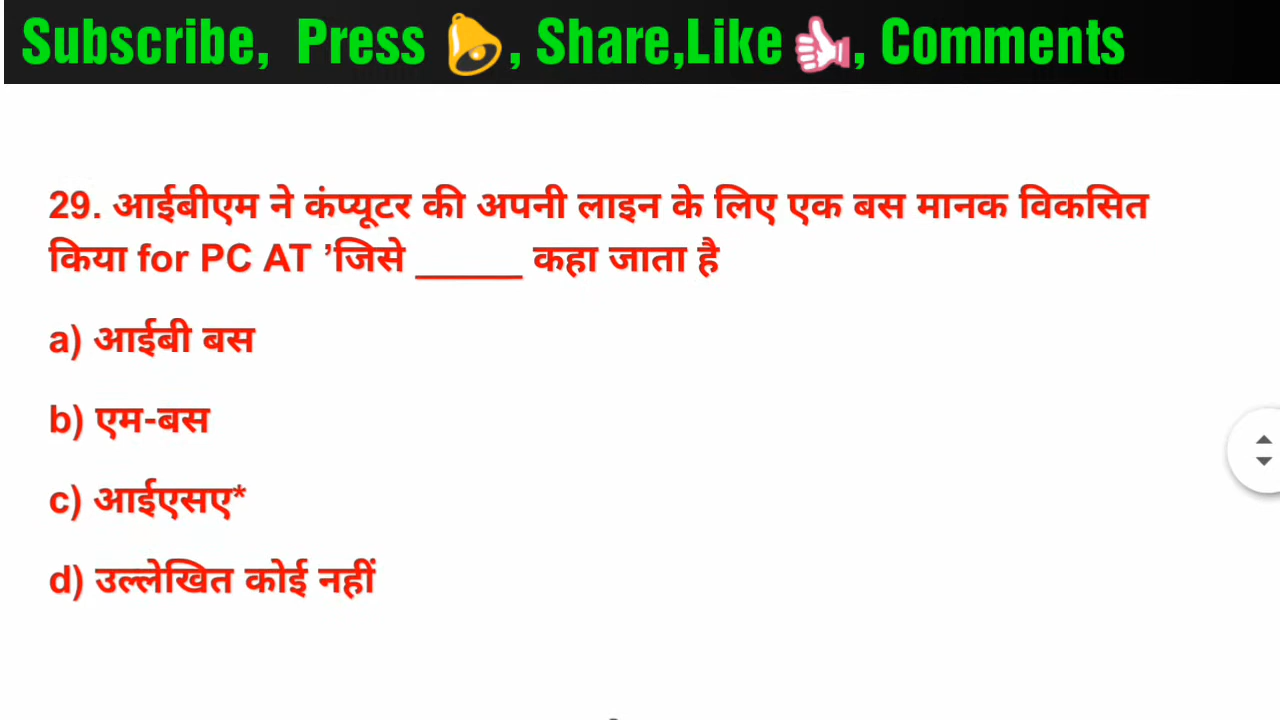 Subscribe, Press 🔔, Share,Like 👍, Comments
29. आईबीएम ने कंप्यूटर की अपनी लाइन के लिए एक बस मानक विकसित
किया for PC AT ’जिसे _____ कहा जाता है
a) आईबी बस
b) एम-बस
c) आईएसए*
d) उल्लेखित कोई नहीं